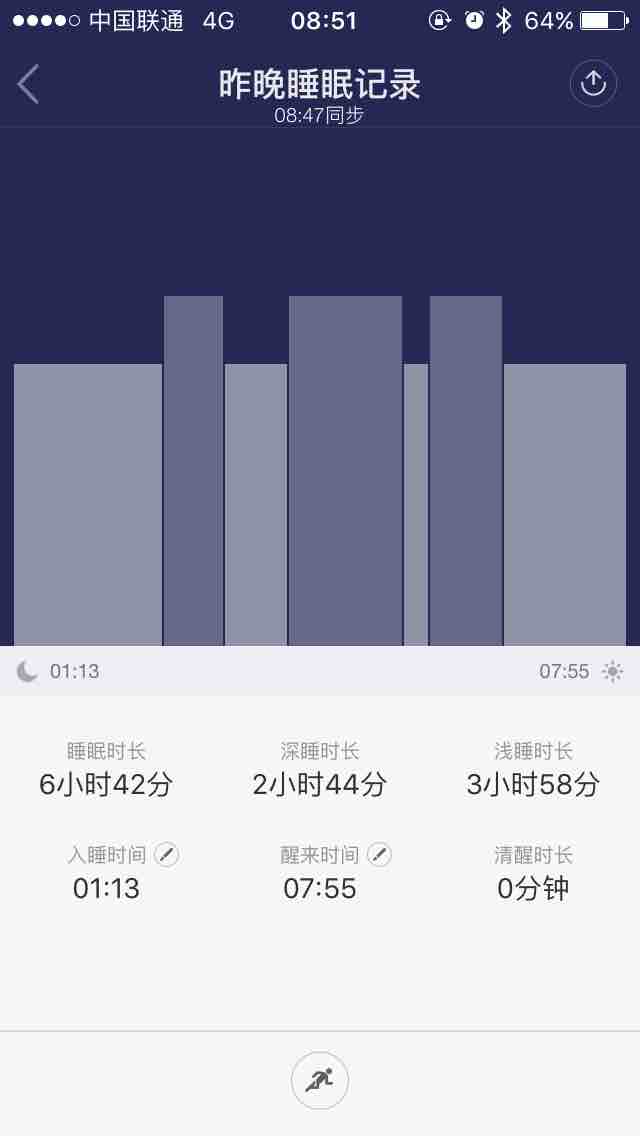 中国联通 4G 08:51 64%
昨晚睡眠记录
08:47同步
01:13 07:55
睡眠时长 深睡时长 浅睡时长
6小时42分 2小时44分 3小时58分
入睡时间 醒来时间 清醒时长
01:13 07:55 0分钟